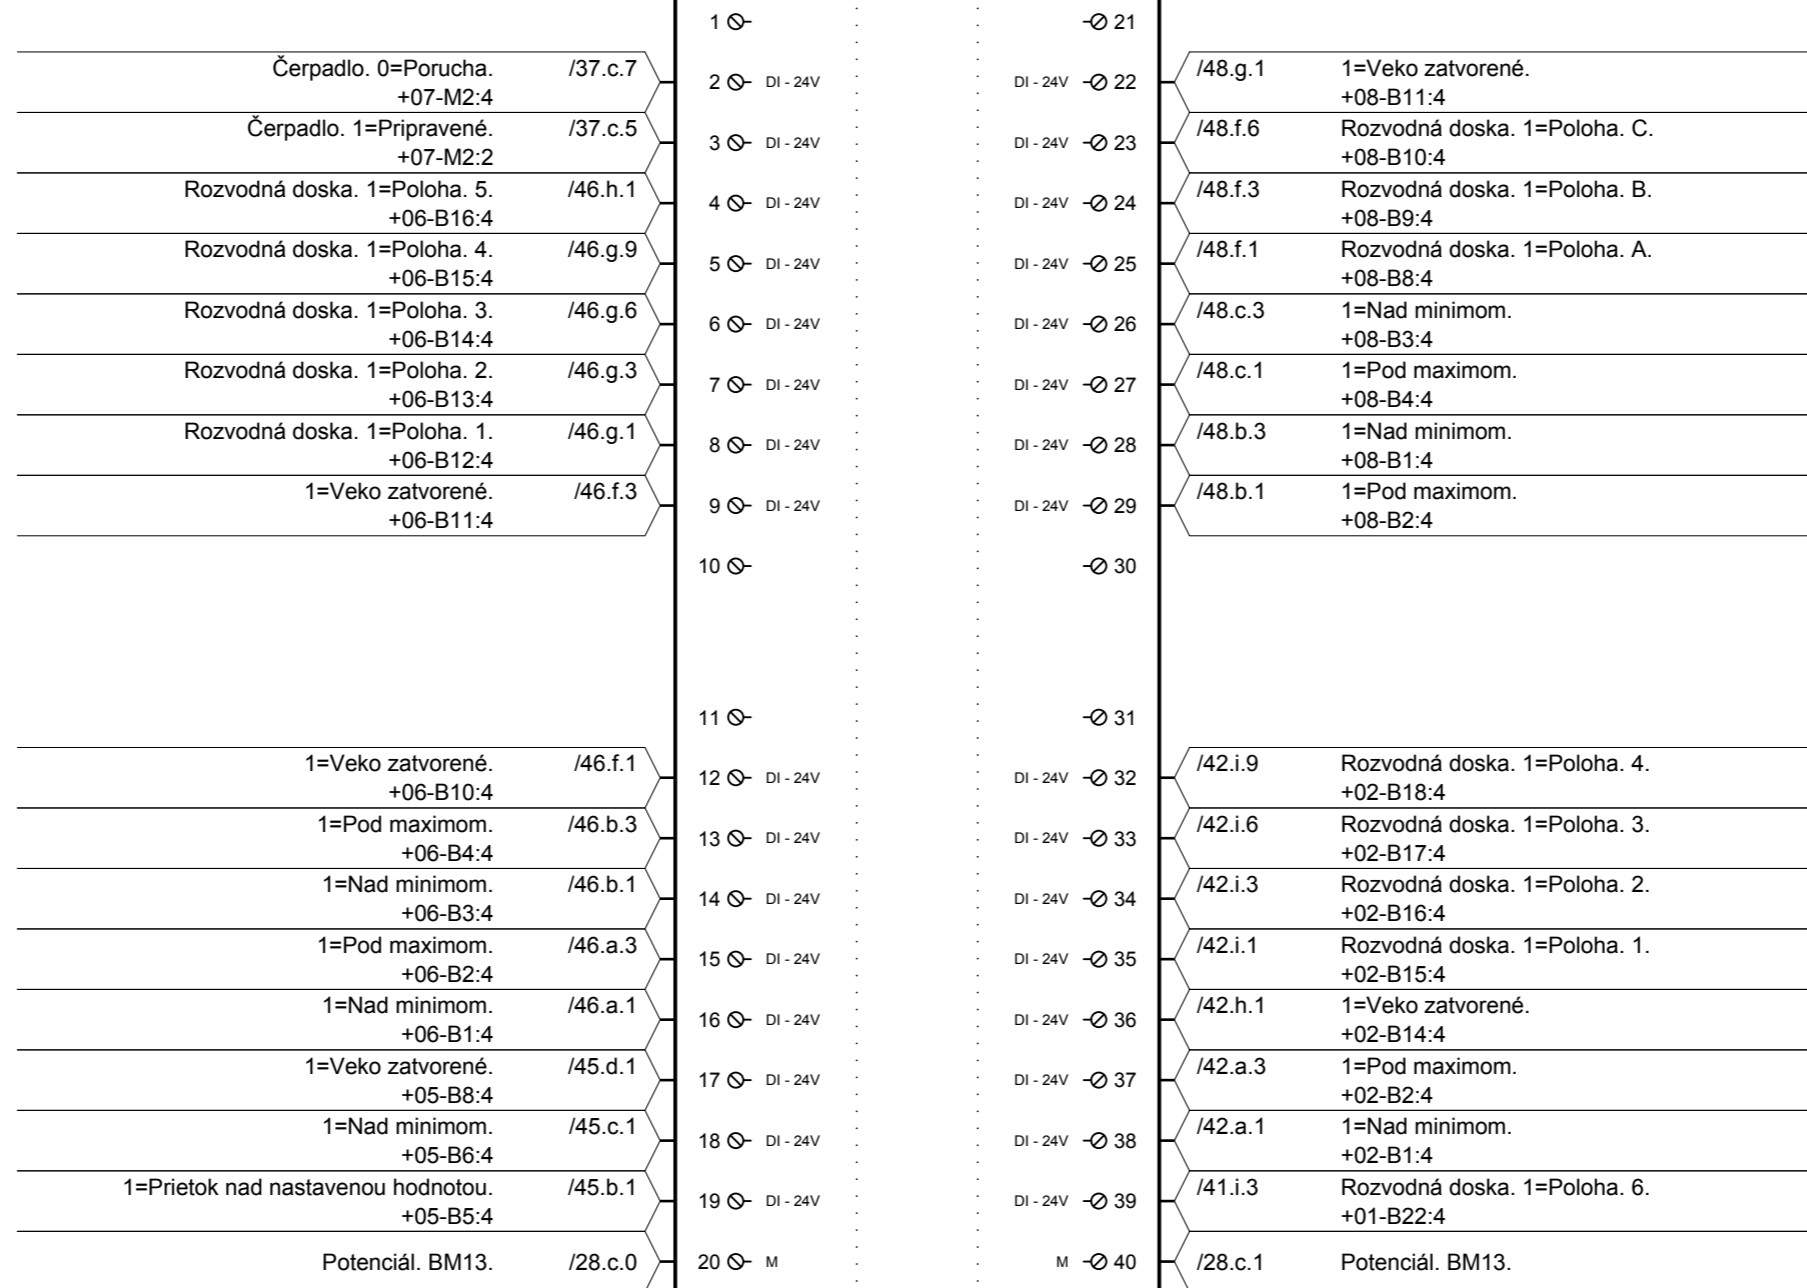 1 21
Čerpadlo. 0=Porucha. /37.c.7 2 DI - 24V DI - 24V 22 /48.g.1 1=Veko zatvorené.
+07-M2:4 +08-B11:4
Čerpadlo. 1=Pripravené. /37.c.5 3 DI - 24V DI - 24V 23 /48.f.6 Rozvodná doska. 1=Poloha. C.
+07-M2:2 +08-B10:4
Rozvodná doska. 1=Poloha. 5. /46.h.1 4 DI - 24V DI - 24V 24 /48.f.3 Rozvodná doska. 1=Poloha. B.
+06-B16:4 +08-B9:4
Rozvodná doska. 1=Poloha. 4. /46.g.9 5 DI - 24V DI - 24V 25 /48.f.1 Rozvodná doska. 1=Poloha. A.
+06-B15:4 +08-B8:4
Rozvodná doska. 1=Poloha. 3. /46.g.6 6 DI - 24V DI - 24V 26 /48.c.3 1=Nad minimom.
+06-B14:4 +08-B3:4
Rozvodná doska. 1=Poloha. 2. /46.g.3 7 DI - 24V DI - 24V 27 /48.c.1 1=Pod maximom.
+06-B13:4 +08-B4:4
Rozvodná doska. 1=Poloha. 1. /46.g.1 8 DI - 24V DI - 24V 28 /48.b.3 1=Nad minimom.
+06-B12:4 +08-B1:4
1=Veko zatvorené. /46.f.3 9 DI - 24V DI - 24V 29 /48.b.1 1=Pod maximom.
+06-B11:4 +08-B2:4
10 30
11 31
1=Veko zatvorené. /46.f.1 12 DI - 24V DI - 24V 32 /42.i.9 Rozvodná doska. 1=Poloha. 4.
+06-B10:4 +02-B18:4
1=Pod maximom. /46.b.3 13 DI - 24V DI - 24V 33 /42.i.6 Rozvodná doska. 1=Poloha. 3.
+06-B4:4 +02-B17:4
1=Nad minimom. /46.b.1 14 DI - 24V DI - 24V 34 /42.i.3 Rozvodná doska. 1=Poloha. 2.
+06-B3:4 +02-B16:4
1=Pod maximom. /46.a.3 15 DI - 24V DI - 24V 35 /42.i.1 Rozvodná doska. 1=Poloha. 1.
+06-B2:4 +02-B15:4
1=Nad minimom. /46.a.1 16 DI - 24V DI - 24V 36 /42.h.1 1=Veko zatvorené.
+06-B1:4 +02-B14:4
1=Veko zatvorené. /45.d.1 17 DI - 24V DI - 24V 37 /42.a.3 1=Pod maximom.
+05-B8:4 +02-B2:4
1=Nad minimom. /45.c.1 18 DI - 24V DI - 24V 38 /42.a.1 1=Nad minimom.
+05-B6:4 +02-B1:4
1=Prietok nad nastavenou hodnotou. /45.b.1 19 DI - 24V DI - 24V 39 /41.i.3 Rozvodná doska. 1=Poloha. 6.
+05-B5:4 +01-B22:4
Potenciál. BM13. /28.c.0 20 M M 40 /28.c.1 Potenciál. BM13.